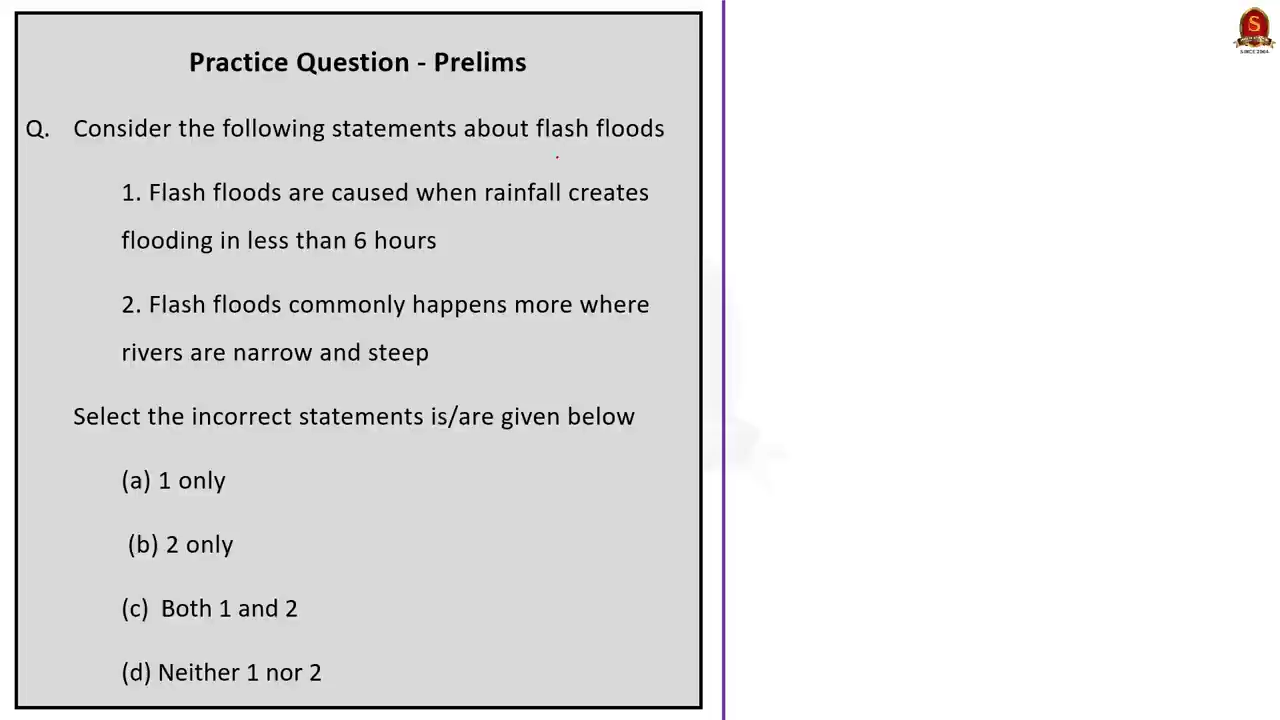 Practice Question - Prelims
Q. Consider the following statements about flash floods
1. Flash floods are caused when rainfall creates
flooding in less than 6 hours
2. Flash floods commonly happens more where
rivers are narrow and steep
Select the incorrect statements is/are given below
(a) 1 only
(b) 2 only
(c) Both 1 and 2
(d) Neither 1 nor 2
S